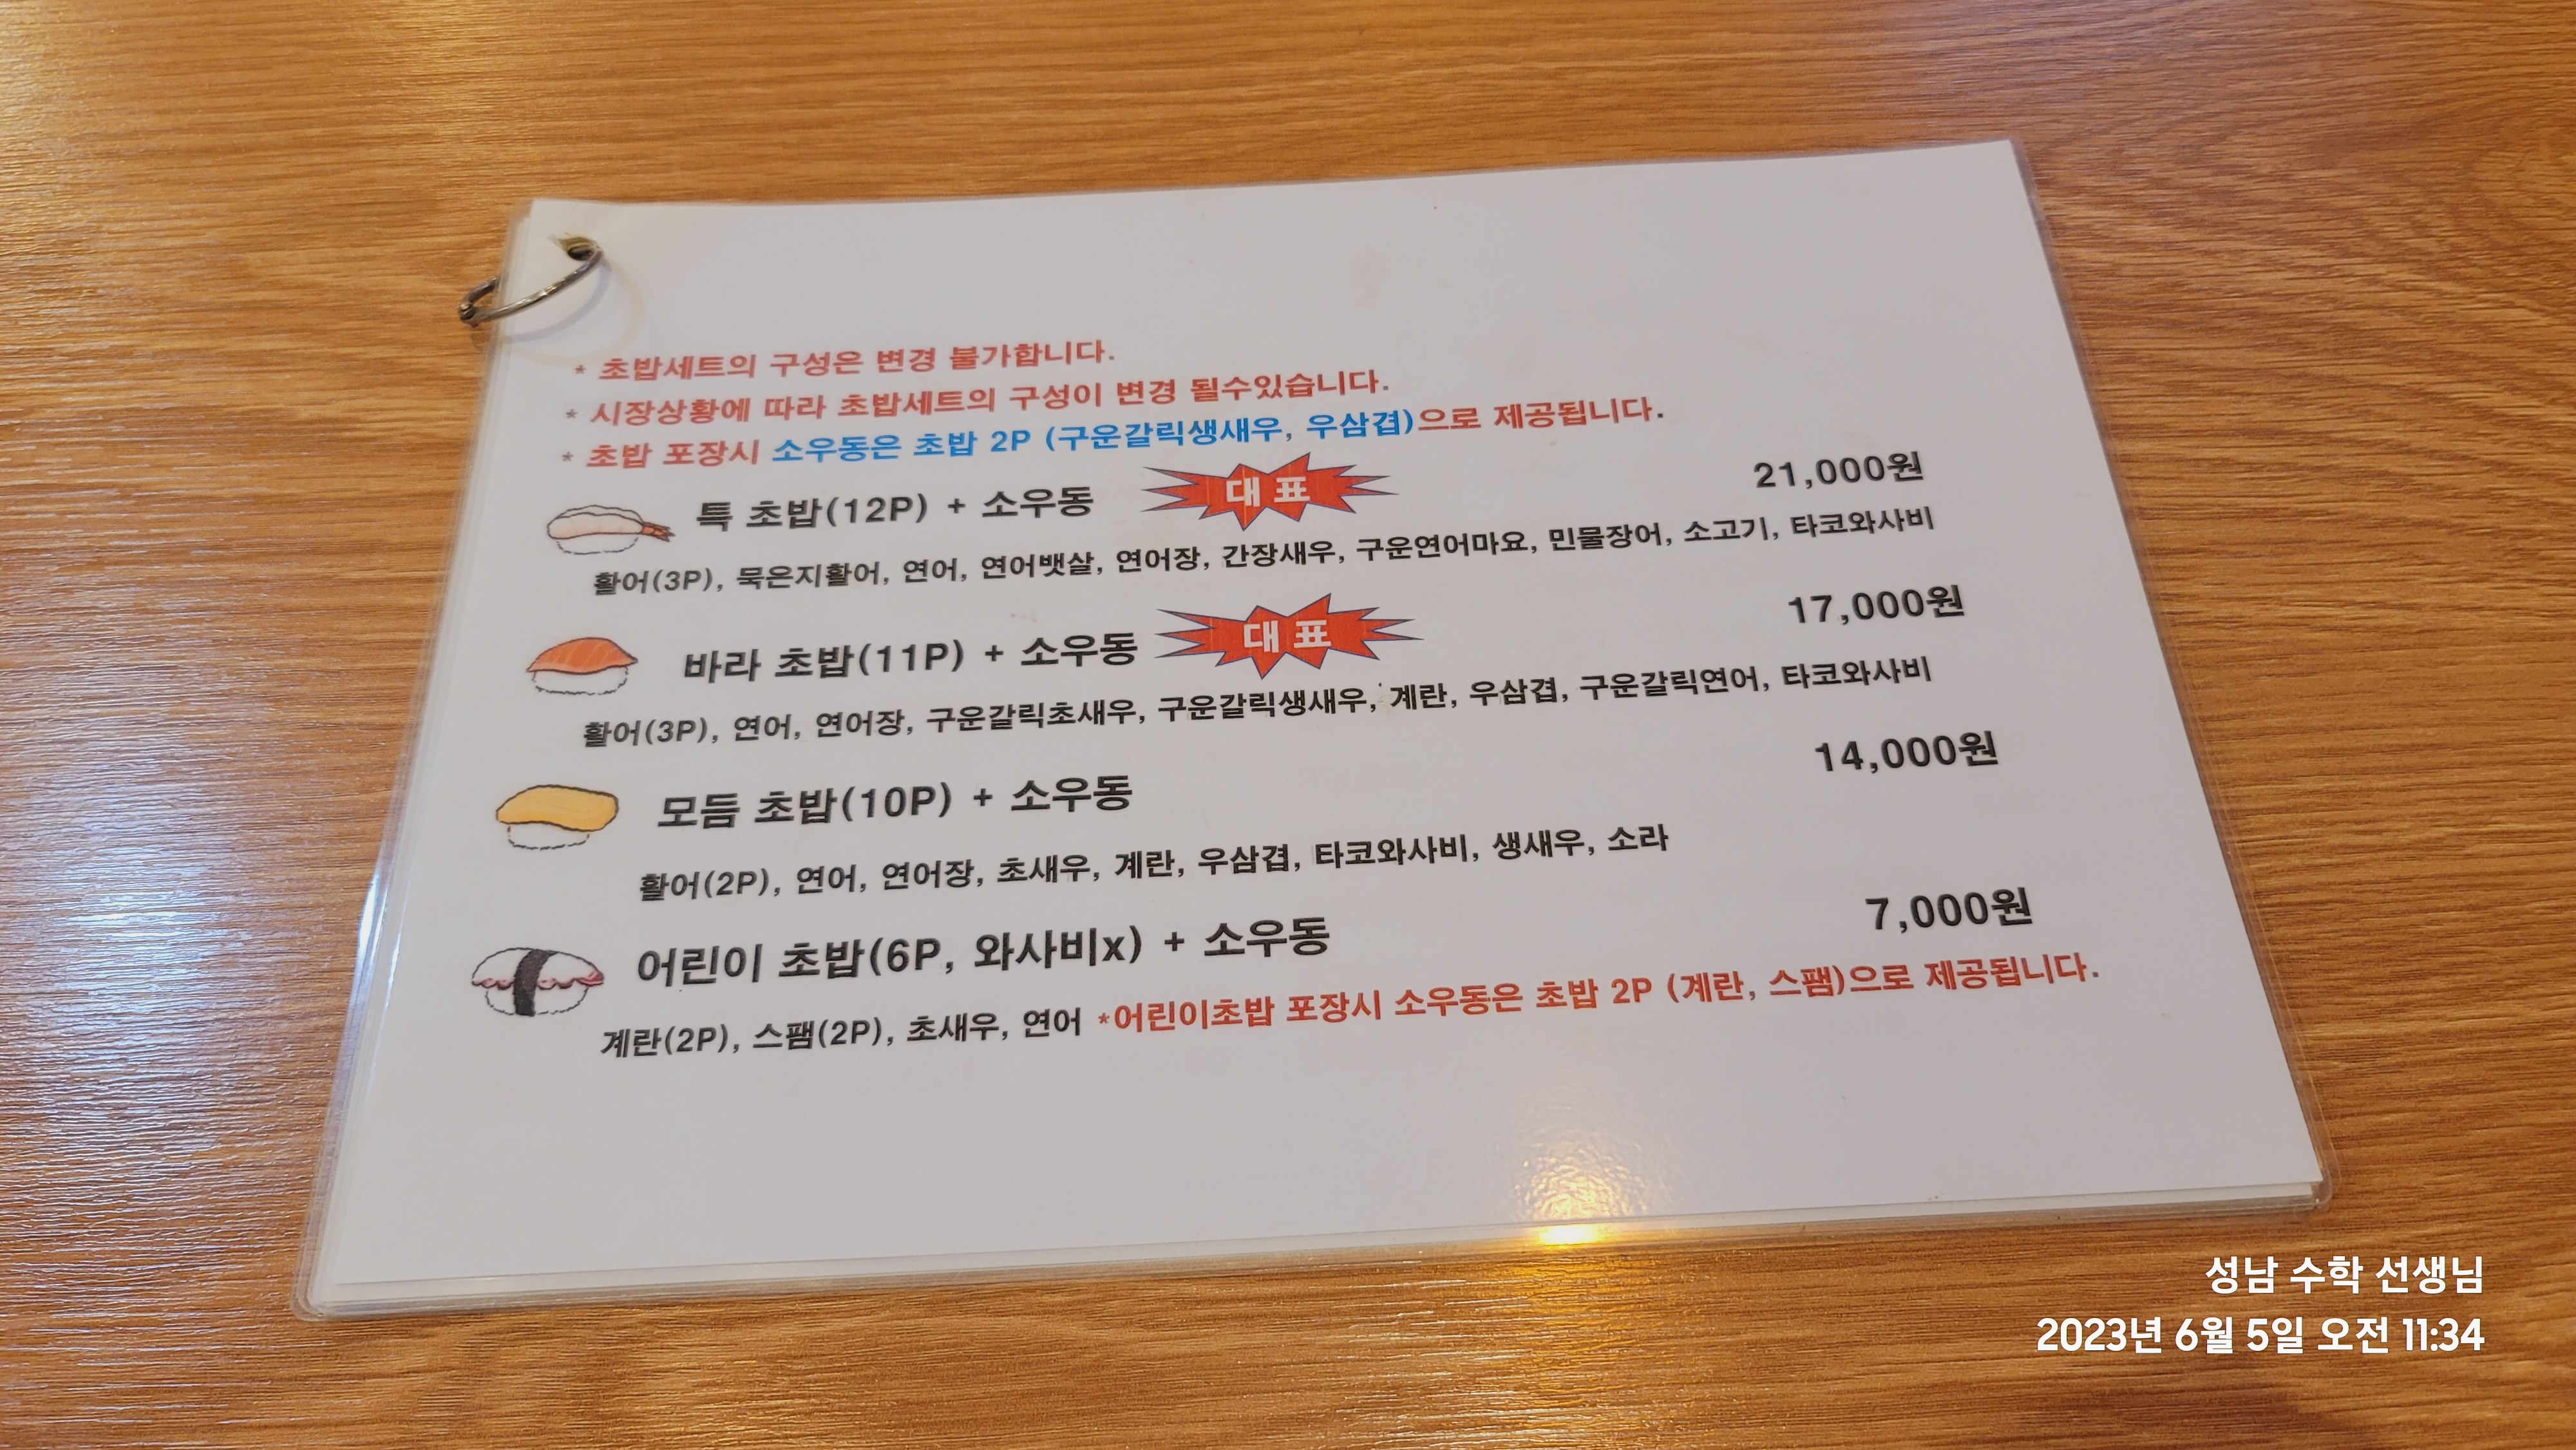 * 초밥세트의 구성은 변경 불가합니다.
* 시장상황에 따라 초밥세트의 구성이 변경 될수있습니다.
* 초밥 포장시 소우동은 초밥 2P (구운갈릭생새우, 우삼겹)으로 제공됩니다.
특 초밥(12P) + 소우동 대표 21,000원
활어(3P), 묵은지활어, 연어, 연어뱃살, 연어장, 간장새우, 구운연어마요, 민물장어, 소고기, 타코와사비
바라 초밥(11P) + 소우동 대표 17,000원
활어(3P), 연어, 연어장, 구운갈릭초새우, 구운갈릭생새우, 계란, 우삼겹, 구운갈릭연어, 타코와사비
모듬 초밥(10P) + 소우동 14,000원
활어(2P), 연어, 연어장, 초새우, 계란, 우삼겹, 타코와사비, 생새우, 소라
어린이 초밥(6P, 와사비x) + 소우동 7,000원
계란(2P), 스팸(2P), 초새우, 연어 *어린이초밥 포장시 소우동은 초밥 2P (계란, 스팸)으로 제공됩니다.
성남 수학 선생님
2023년 6월 5일 오전 11:34